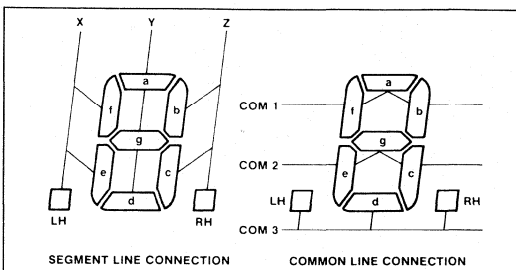 X Y Z
a a
f b f b
COM 1
g g
COM 2
e c e c
d d
LH RH LH RH
COM 3
SEGMENT LINE CONNECTION COMMON LINE CONNECTION